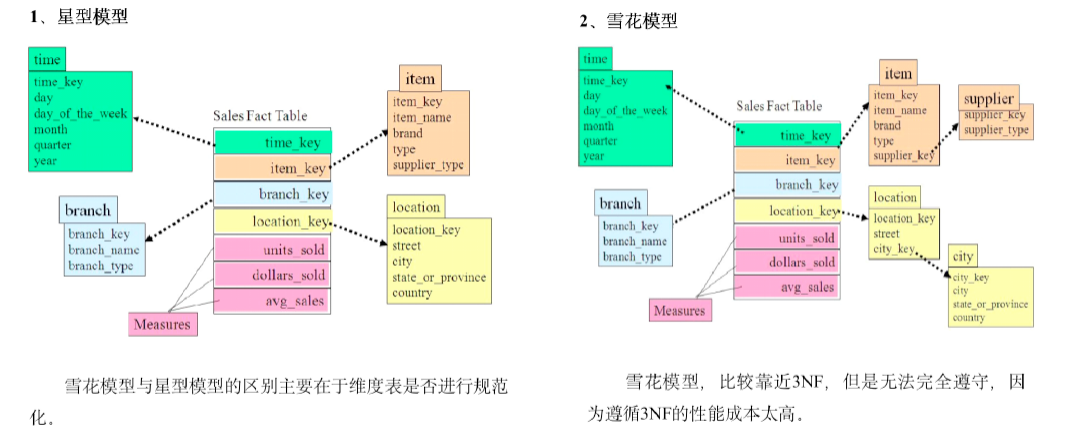 1、星型模型
time
time_key
day
day_of_the_week
month
quarter
year
Sales Fact Table
time_key
item_key
branch_key
location_key
units_sold
dollars_sold
avg_sales
Measures
item
item_key
item_name
brand
type
supplier_type
branch
branch_key
branch_name
branch_type
location
location_key
street
city
state_or_province
country
雪花模型与星型模型的区别主要在于维度表是否进行规范
化。
2、雪花模型
time
time_key
day
day_of_the_week
month
quarter
year
Sales Fact Table
time_key
item_key
branch_key
location_key
units_sold
dollars_sold
avg_sales
Measures
item
item_key
item_name
brand
type
supplier_key
supplier
supplier_key
supplier_type
branch
branch_key
branch_name
branch_type
location
location_key
street
city_key
city
city_key
city
state_or_province
country
雪花模型，比较靠近3NF，但是无法完全遵守，因
为遵循3NF的性能成本太高。